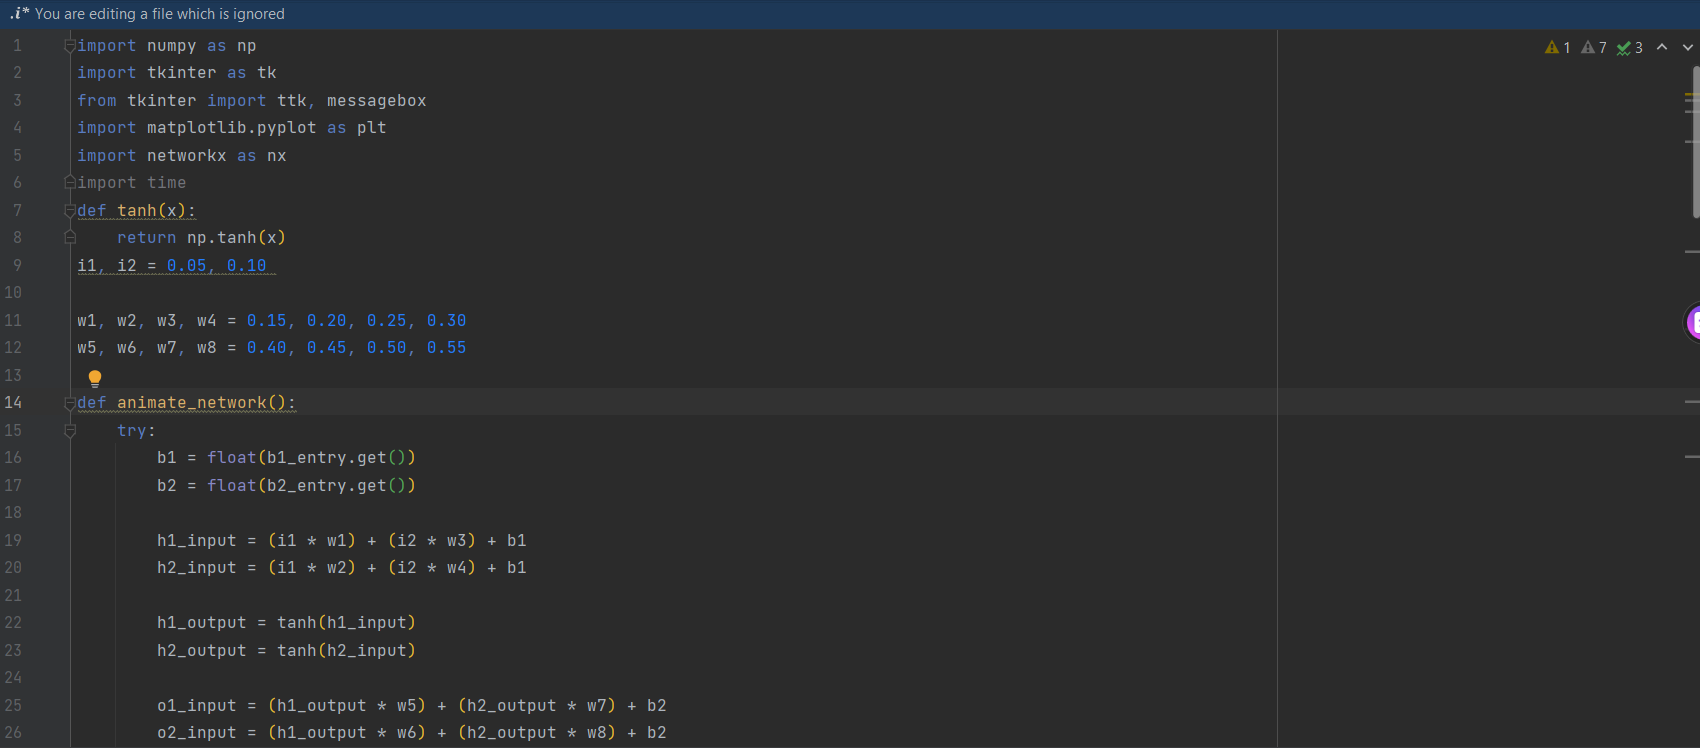 .i* You are editing a file which is ignored
1 import numpy as np
1 7 3
2 import tkinter as tk
3 from tkinter import ttk, messagebox
4 import matplotlib.pyplot as plt
5 import networkx as nx
6 import time
7 def tanh(x):
8     return np.tanh(x)
9 i1, i2 = 0.05, 0.10
10
11 w1, w2, w3, w4 = 0.15, 0.20, 0.25, 0.30
12 w5, w6, w7, w8 = 0.40, 0.45, 0.50, 0.55
13
14 def animate_network():
15     try:
16         b1 = float(b1_entry.get())
17         b2 = float(b2_entry.get())
18
19         h1_input = (i1 * w1) + (i2 * w3) + b1
20         h2_input = (i1 * w2) + (i2 * w4) + b1
21
22         h1_output = tanh(h1_input)
23         h2_output = tanh(h2_input)
24
25         o1_input = (h1_output * w5) + (h2_output * w7) + b2
26         o2_input = (h1_output * w6) + (h2_output * w8) + b2